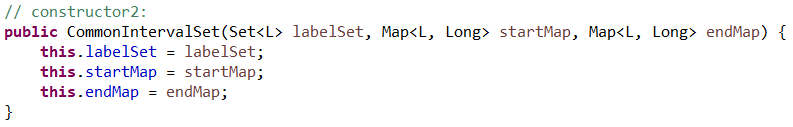 // constructor2:
public CommonIntervalSet(Set<L> labelSet, Map<L, Long> startMap, Map<L, Long> endMap) {
    this.labelSet = labelSet;
    this.startMap = startMap;
    this.endMap = endMap;
}